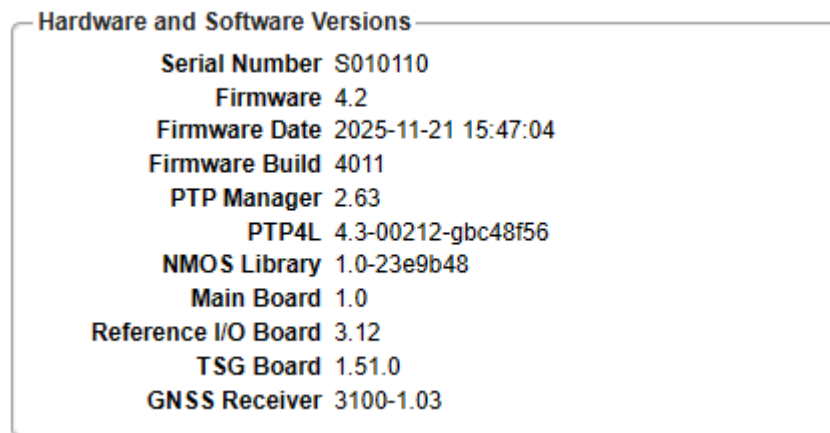 Hardware and Software Versions
Serial Number S010110
Firmware 4.2
Firmware Date 2025-11-21 15:47:04
Firmware Build 4011
PTP Manager 2.63
PTP4L 4.3-00212-gbc48f56
NMOS Library 1.0-23e9b48
Main Board 1.0
Reference I/O Board 3.12
TSG Board 1.51.0
GNSS Receiver 3100-1.03